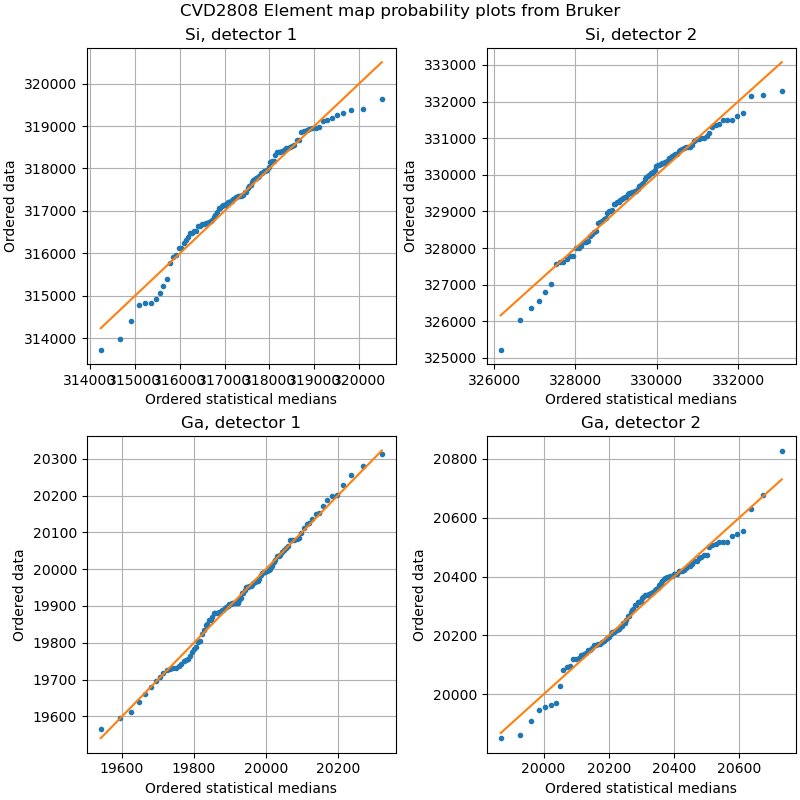 CVD2808 Element map probability plots from Bruker
Si, detector 1
320000
319000
318000
317000
316000
315000
314000
Ordered data
314000 315000 316000 317000 318000 319000 320000
Ordered statistical medians
Si, detector 2
333000
332000
331000
330000
329000
328000
327000
326000
325000
Ordered data
326000 328000 330000 332000
Ordered statistical medians
Ga, detector 1
20300
20200
20100
20000
19900
19800
19700
19600
Ordered data
19600 19800 20000 20200
Ordered statistical medians
Ga, detector 2
20800
20600
20400
20200
20000
Ordered data
20000 20200 20400 20600
Ordered statistical medians